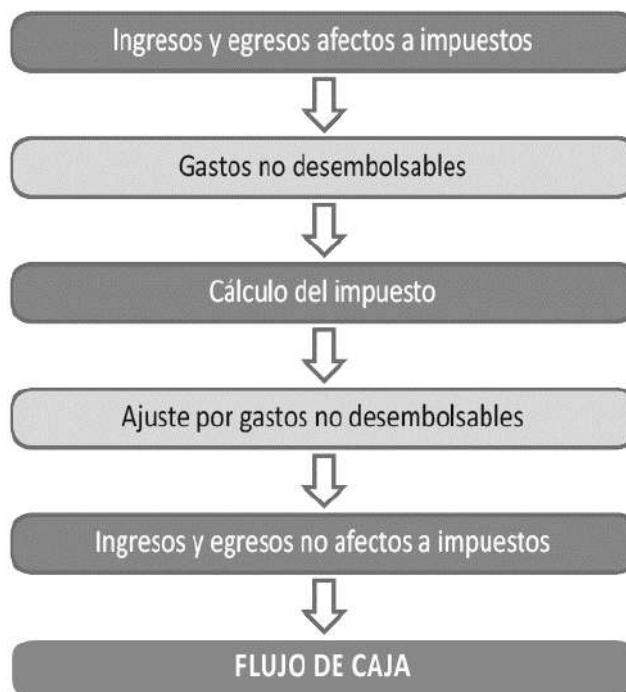 Ingresos y egresos afectos a impuestos
Gastos no desembolsables
Cálculo del impuesto
Ajuste por gastos no desembolsables
Ingresos y egresos no afectos a impuestos
FLUJO DE CAJA